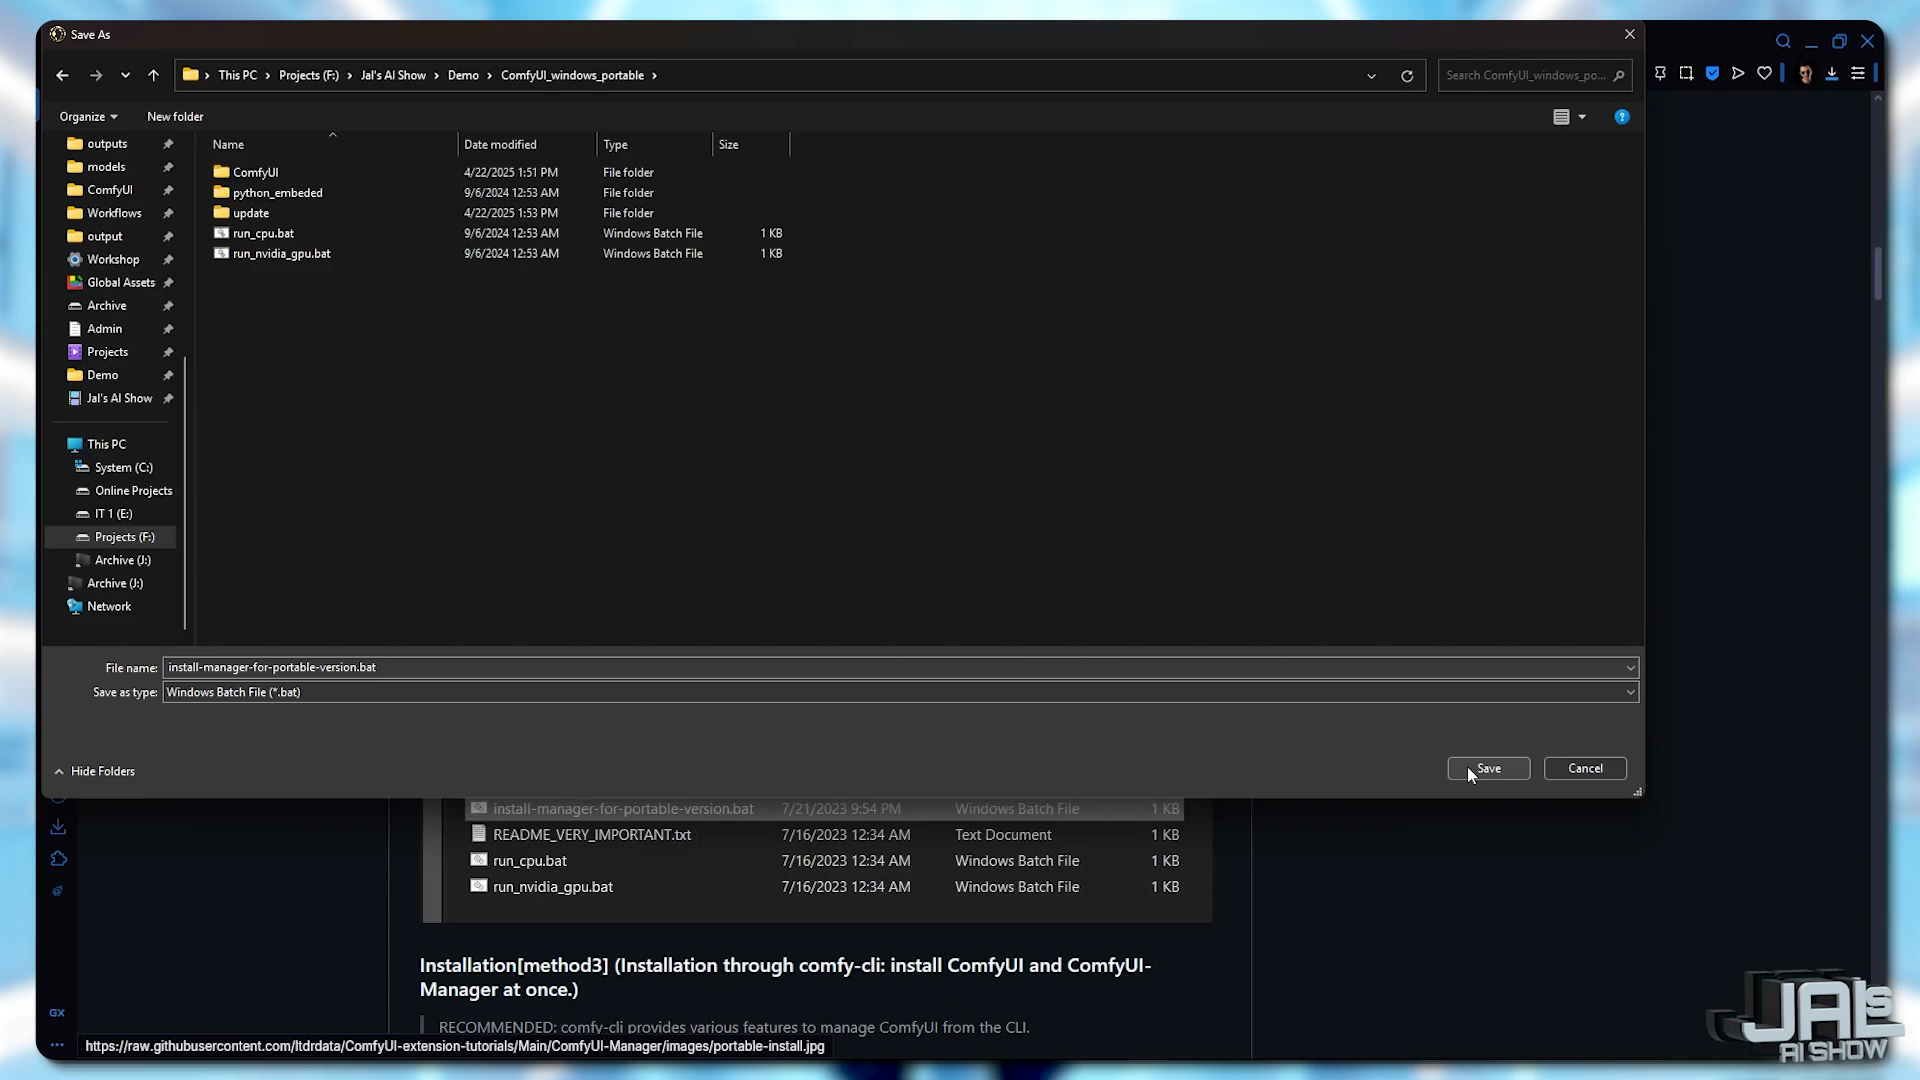 Save As
This PC > Projects (F:) > Jal's AI Show > Demo > ComfyUI_windows_portable >
Search ComfyUI_windows_po...
Organize
New folder
Name
Date modified
Type
Size
outputs
models
ComfyUI
Workflows
output
Workshop
Global Assets
Archive
Admin
Projects
Demo
Jal's AI Show
This PC
System (C:)
Online Projects
IT 1 (E:)
Projects (F:)
Archive (J:)
Archive (J:)
Network
ComfyUI 4/22/2025 1:51 PM File folder
python_embeded 9/6/2024 12:53 AM File folder
update 4/22/2025 1:53 PM File folder
run_cpu.bat 9/6/2024 12:53 AM Windows Batch File 1 KB
run_nvidia_gpu.bat 9/6/2024 12:53 AM Windows Batch File 1 KB
File name: install-manager-for-portable-version.bat
Save as type: Windows Batch File (*.bat)
Hide Folders
Save
Cancel
install-manager-for-portable-version.bat 7/21/2023 9:54 PM Windows Batch File 1 KB
README_VERY_IMPORTANT.txt 7/16/2023 12:34 AM Text Document 1 KB
run_cpu.bat 7/16/2023 12:34 AM Windows Batch File 1 KB
run_nvidia_gpu.bat 7/16/2023 12:34 AM Windows Batch File 1 KB
Installation[method3] (Installation through comfy-cli: install ComfyUI and ComfyUI-
Manager at once.)
RECOMMENDED: comfy-cli provides various features to manage ComfyUI from the CLI.
GX
https://raw.githubusercontent.com/ltdrdata/ComfyUI-extension-tutorials/Main/ComfyUI-Manager/images/portable-install.jpg
JALs
AI SHOW